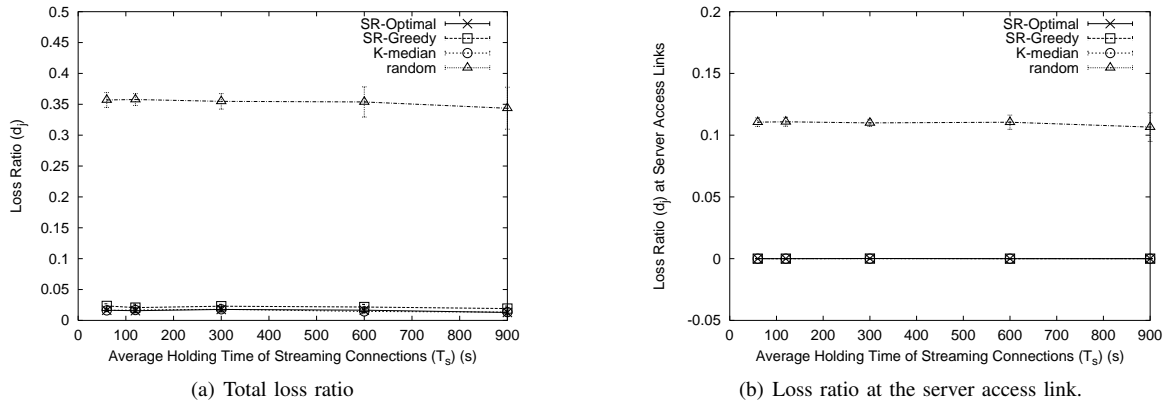 0.5
0.45
0.4
0.35
0.3
0.25
0.2
0.15
0.1
0.05
0
0 100 200 300 400 500 600 700 800 900
Loss Ratio (dj)
Average Holding Time of Streaming Connections (Ts) (s)
SR-Optimal
SR-Greedy
K-median
random
(a) Total loss ratio
0.2
0.15
0.1
0.05
0
-0.05
0 100 200 300 400 500 600 700 800 900
Loss Ratio (dj) at Server Access Links
Average Holding Time of Streaming Connections (Ts) (s)
SR-Optimal
SR-Greedy
K-median
random
(b) Loss ratio at the server access link.